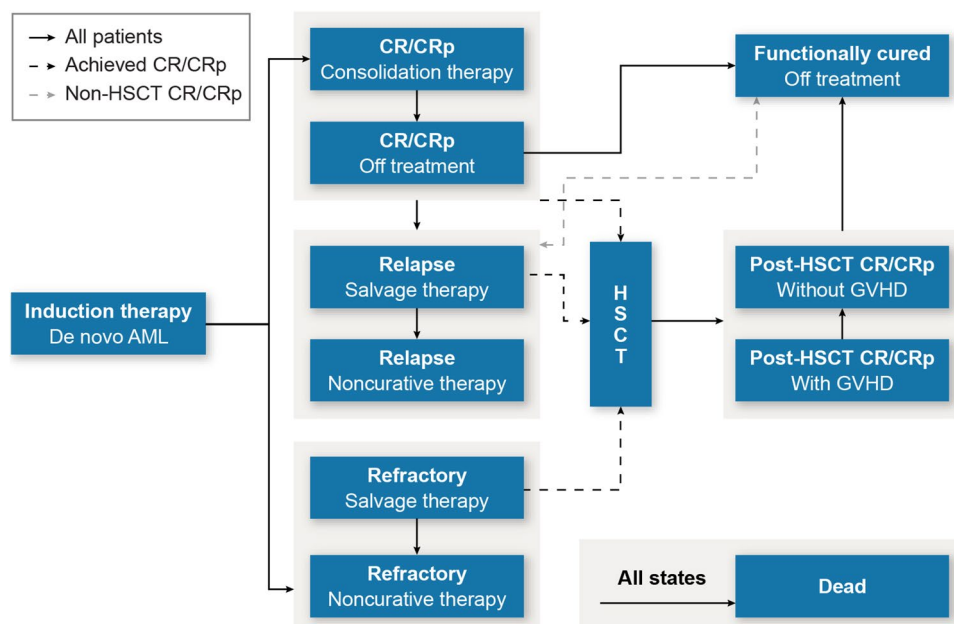 All patients
Achieved CR/CRp
Non-HSCT CR/CRp
CR/CRp
Consolidation therapy
CR/CRp
Off treatment
Functionally cured
Off treatment
Induction therapy
De novo AML
Relapse
Salvage therapy
Relapse
Noncurative therapy
HSCT
Post-HSCT CR/CRp
Without GVHD
Post-HSCT CR/CRp
With GVHD
Refractory
Salvage therapy
Refractory
Noncurative therapy
All states
Dead